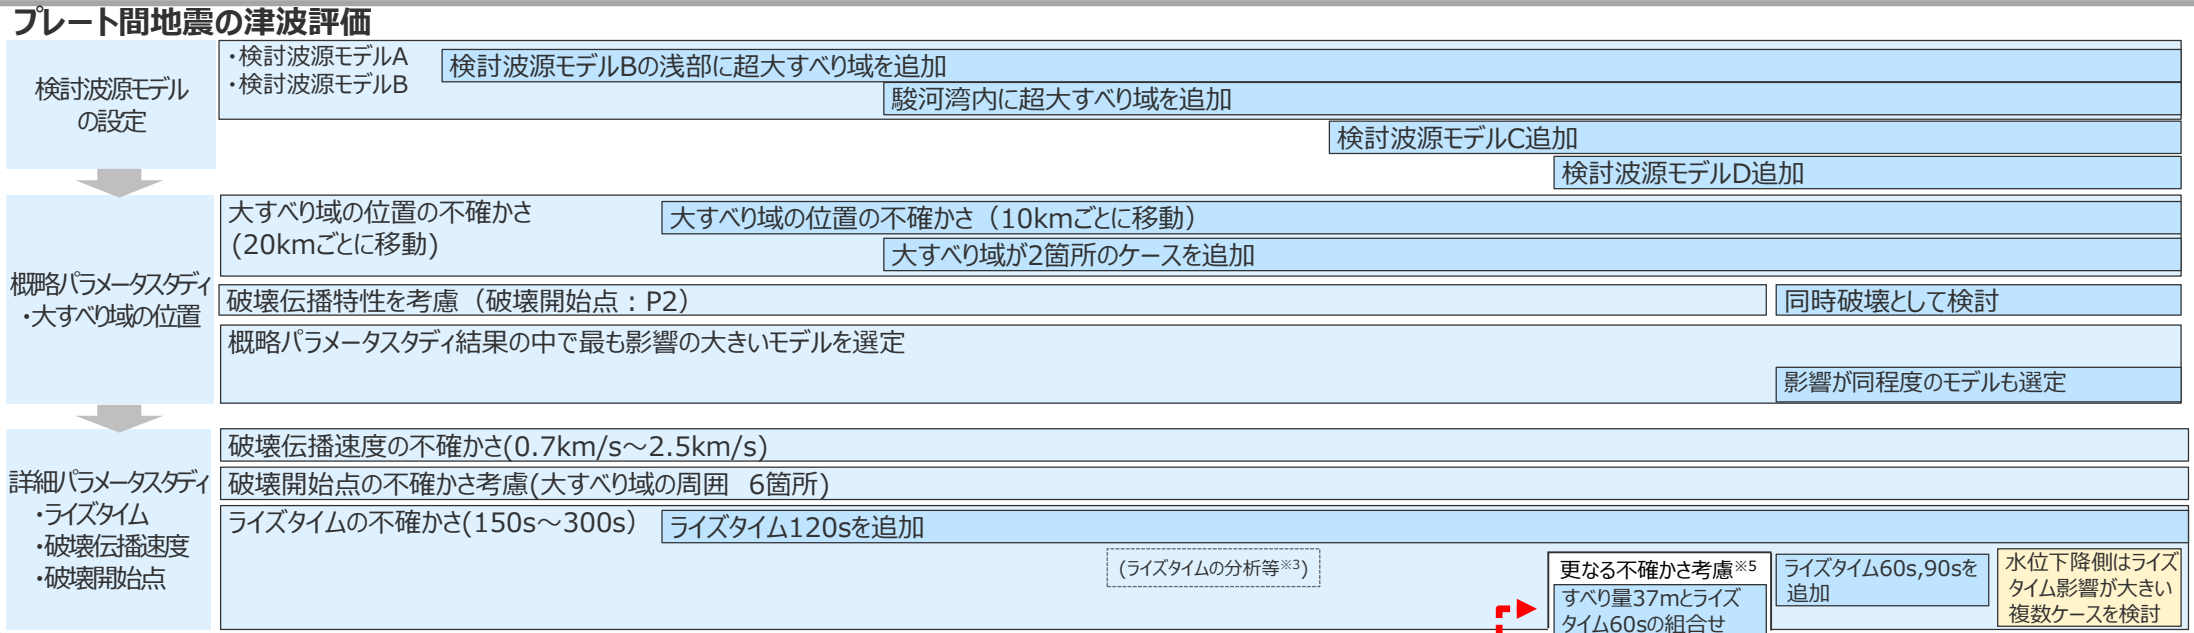 プレート間地震の津波評価
検討波源モデル
の設定
・検討波源モデルA
・検討波源モデルB
検討波源モデルBの浅部に超大すべり域を追加
駿河湾内に超大すべり域を追加
検討波源モデルC追加
検討波源モデルD追加
概略パラメータスタディ
・大すべり域の位置
大すべり域の位置の不確かさ
(20kmごとに移動)
大すべり域の位置の不確かさ（10kmごとに移動）
大すべり域が2箇所のケースを追加
破壊伝播特性を考慮（破壊開始点：P2）
同時破壊として検討
概略パラメータスタディ結果の中で最も影響の大きいモデルを選定
影響が同程度のモデルも選定
詳細パラメータスタディ
・ライズタイム
・破壊伝播速度
・破壊開始点
破壊伝播速度の不確かさ(0.7km/s～2.5km/s)
破壊開始点の不確かさ考慮(大すべり域の周囲　6箇所)
ライズタイムの不確かさ(150s～300s）
ライズタイム120sを追加
(ライズタイムの分析等※3)
更なる不確かさ考慮※5
すべり量37mとライズ
タイム60sの組合せ
ライズタイム60s,90sを
追加
水位下降側はライズ
タイム影響が大きい
複数ケースを検討